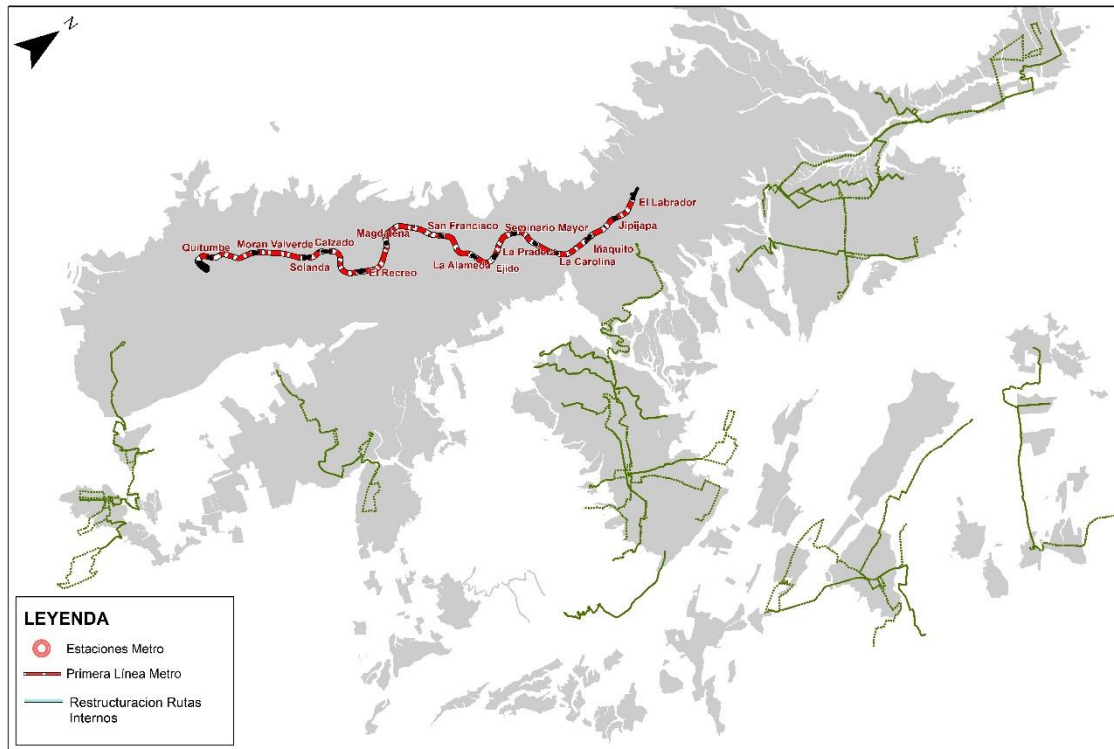 N
El Labrador
Jipijapa
San Francisco
Seminario Mayor
Magdalena
Iñaquito
Quitumbe
Moran Valverde
Calzado
La Pradera
La Carolina
Solanda
El Recreo
La Alameda
Ejido
LEYENDA
Estaciones Metro
Primera Línea Metro
Restructuracion Rutas
Internos